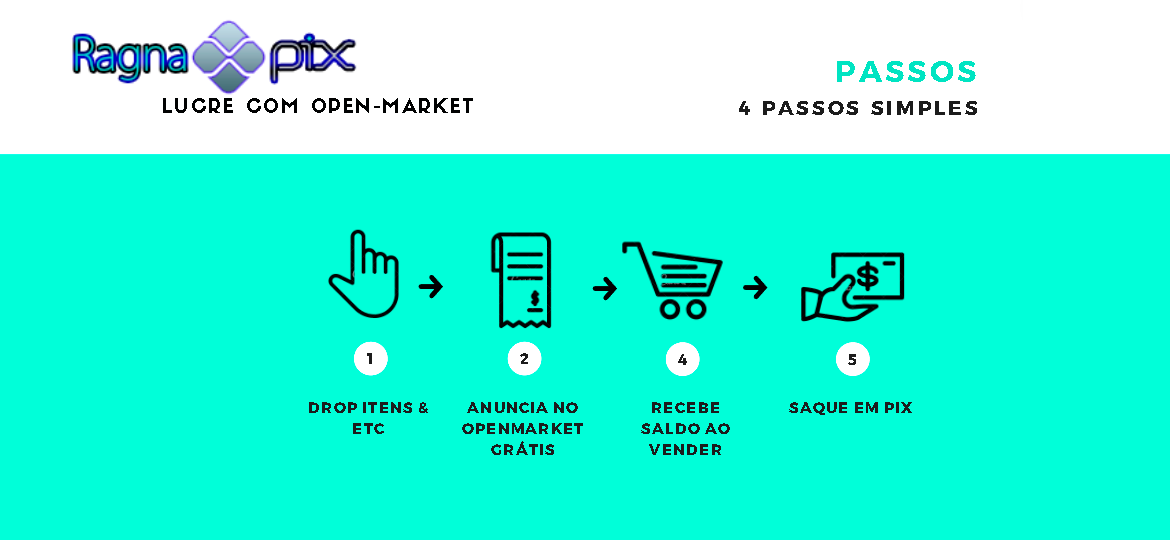 Ragna pix
LUCRE COM OPEN-MARKET
PASSOS
4 PASSOS SIMPLES
$
$
1
2
4
5
DROP ITENS &
ETC
ANUNCIA NO
OPENMARKET
GRÁTIS
RECEBE
SALDO AO
VENDER
SAQUE EM PIX